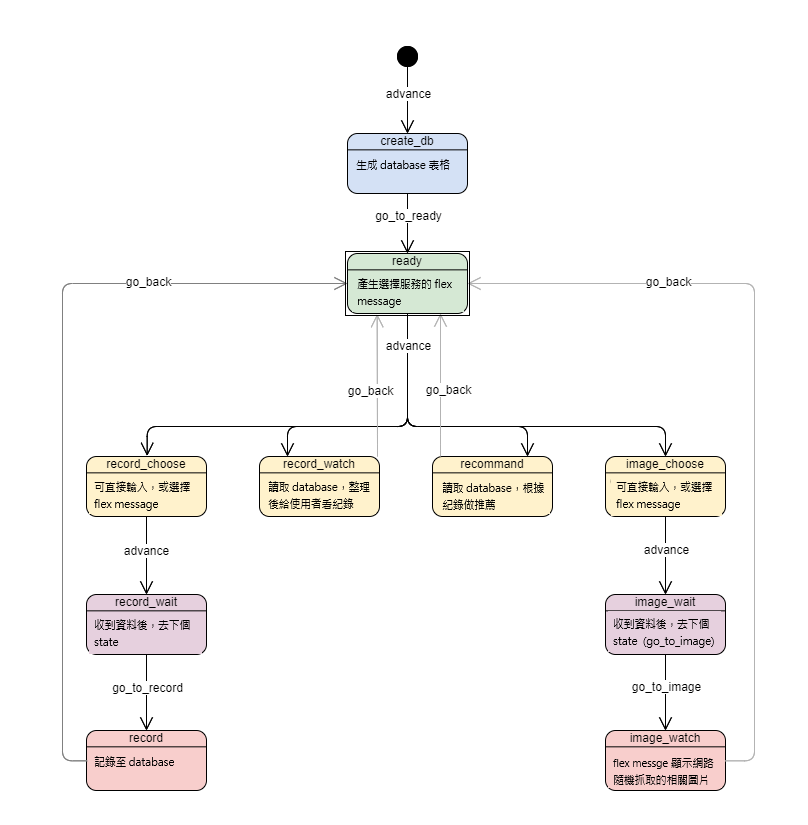 advance
create_db
生成 database 表格
go_to_ready
ready
產生選擇服務的 flex
message
go_back
go_back
advance
go_back
go_back
record_choose
可直接輸入，或選擇
flex message
record_watch
讀取 database，整理
後給使用者看紀錄
recommand
讀取 database，根據
紀錄做推薦
image_choose
可直接輸入，或選擇
flex message
advance
advance
record_wait
收到資料後，去下個
state
image_wait
收到資料後，去下個
state (go_to_image)
go_to_record
go_to_image
record
記錄至 database
image_watch
flex messge 顯示網路
隨機抓取的相關圖片